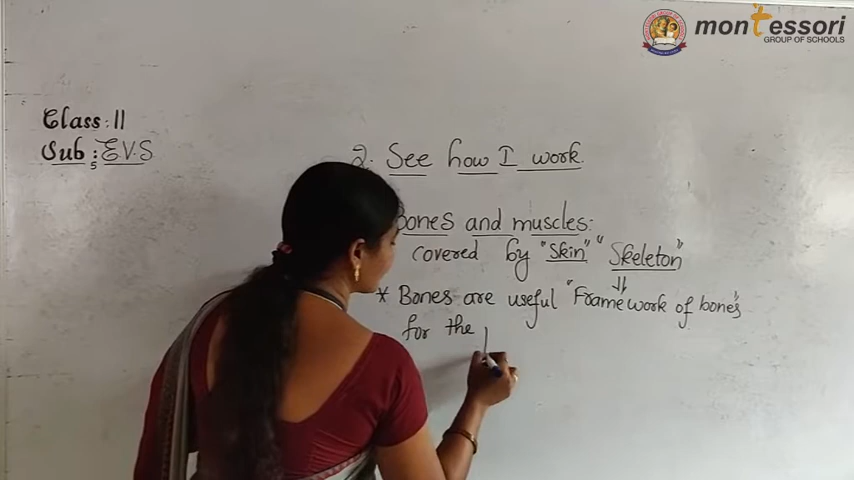 montessori
GROUP OF SCHOOLS
Class: II
Sub: E.V.S
2. See how I work.
Bones and muscles:
covered by "Skin" "Skeleton"
* Bones are useful "Frame work of bones"
for the